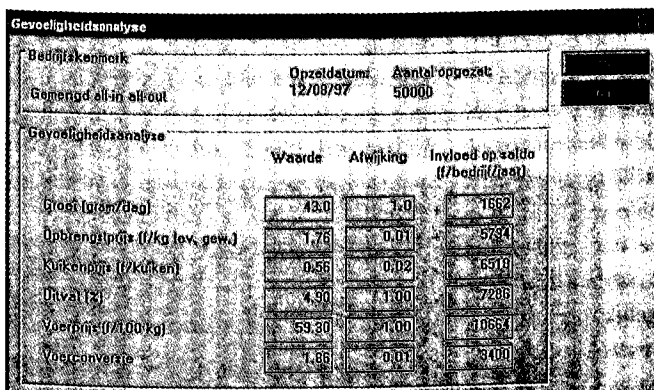 Gevoeligheidsanalyse
Bedrijfskenmerk
Opzetdatum: Aantal opgezet:
Gemengd all-in all-out 12/08/97 50000
Gevoeligheidsanalyse
Waarde Afwijking Invloed op saldo
(f/bedrijf/jaar)
Groei (gram/dag) 43.0 1.0 1662
Opbrengstprijs (f/kg lev. gew.) 1.76 0.01 5794
Kuikenprijs (f/kuiken) 0.56 0.02 6518
Uitval (%) 4.90 1.00 7286
Voerprijs (f/100 kg) 59.30 1.00 10664
Voerconversie 1.86 0.01 3400